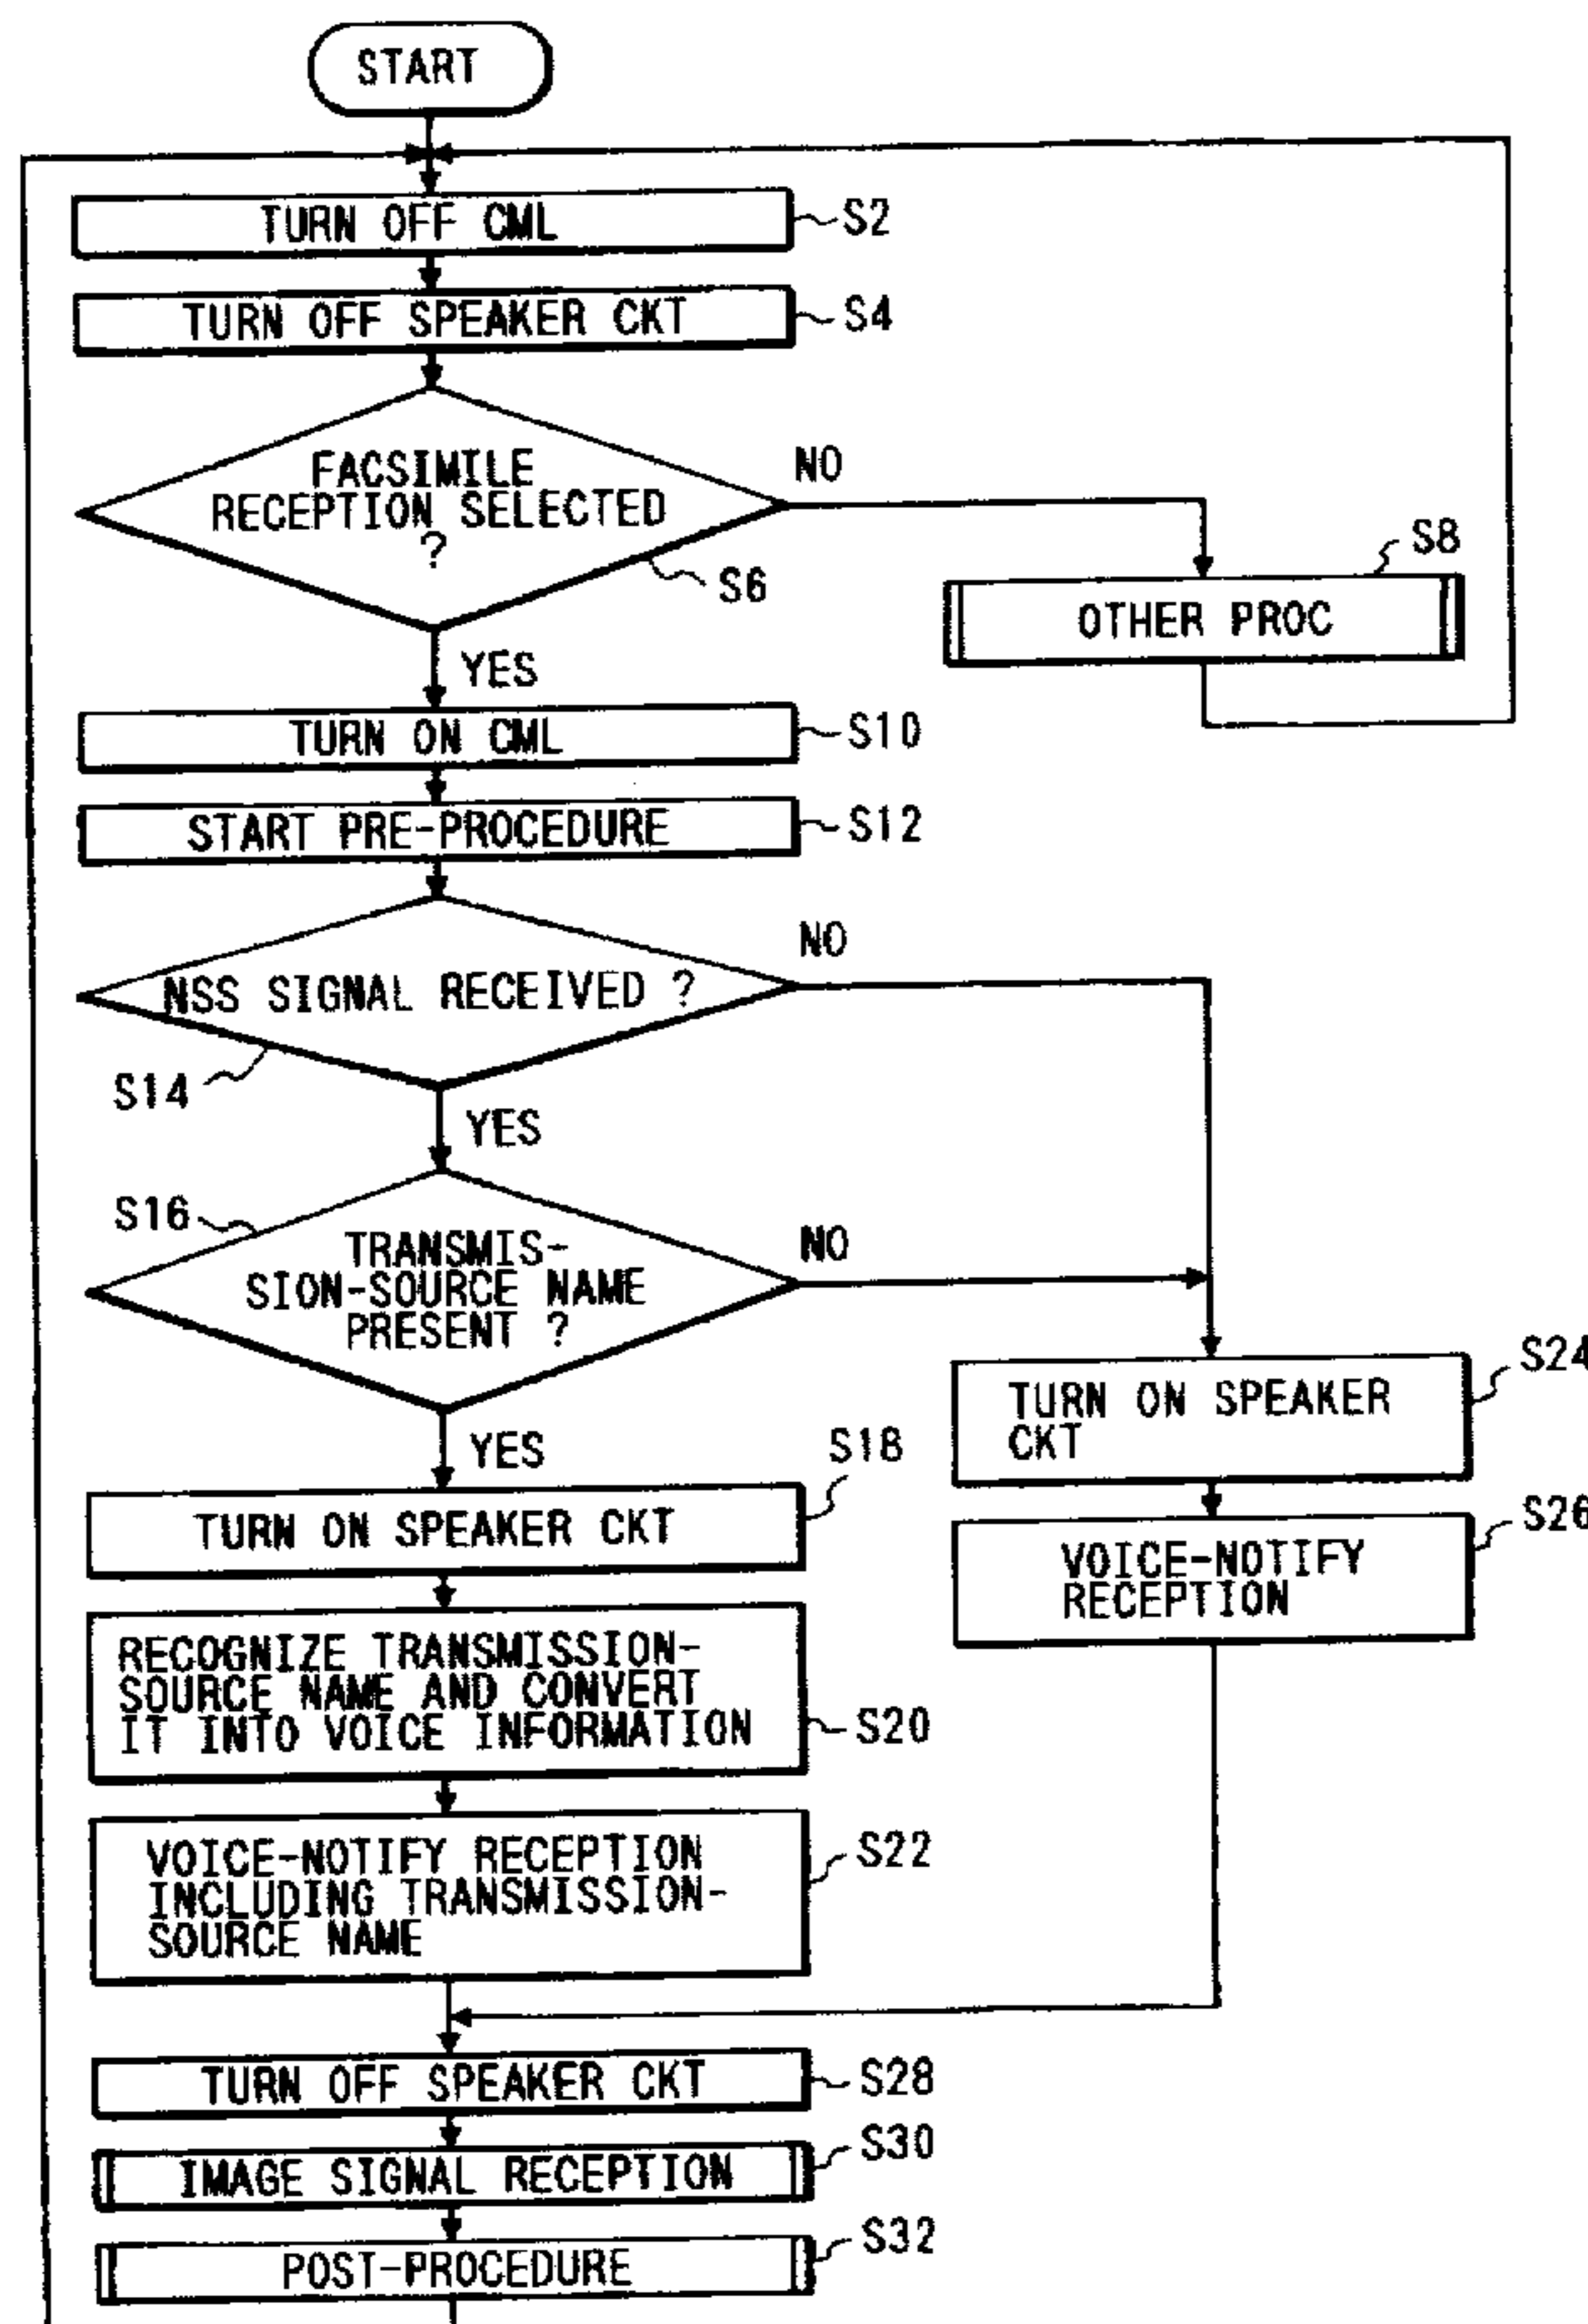 START
TURN OFF CML
S2
TURN OFF SPEAKER CKT
S4
FACSIMILE
RECEPTION SELECTED
?
NO
S6
S8
OTHER PROC
YES
TURN ON CML
S10
START PRE-PROCEDURE
S12
NSS SIGNAL RECEIVED ?
NO
S14
YES
S16
TRANSMIS-
SION-SOURCE NAME
PRESENT ?
NO
YES
S18
TURN ON SPEAKER CKT
S24
TURN ON SPEAKER
CKT
S26
VOICE-NOTIFY
RECEPTION
RECOGNIZE TRANSMISSION-
SOURCE NAME AND CONVERT
IT INTO VOICE INFORMATION
S20
VOICE-NOTIFY RECEPTION
INCLUDING TRANSMISSION-
SOURCE NAME
S22
TURN OFF SPEAKER CKT
S28
IMAGE SIGNAL RECEPTION
S30
POST-PROCEDURE
S32